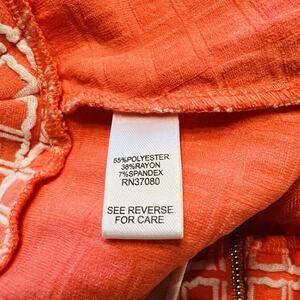 55%POLYESTER
38%RAYON
7%SPANDEX
RN37080
SEE REVERSE
FOR CARE